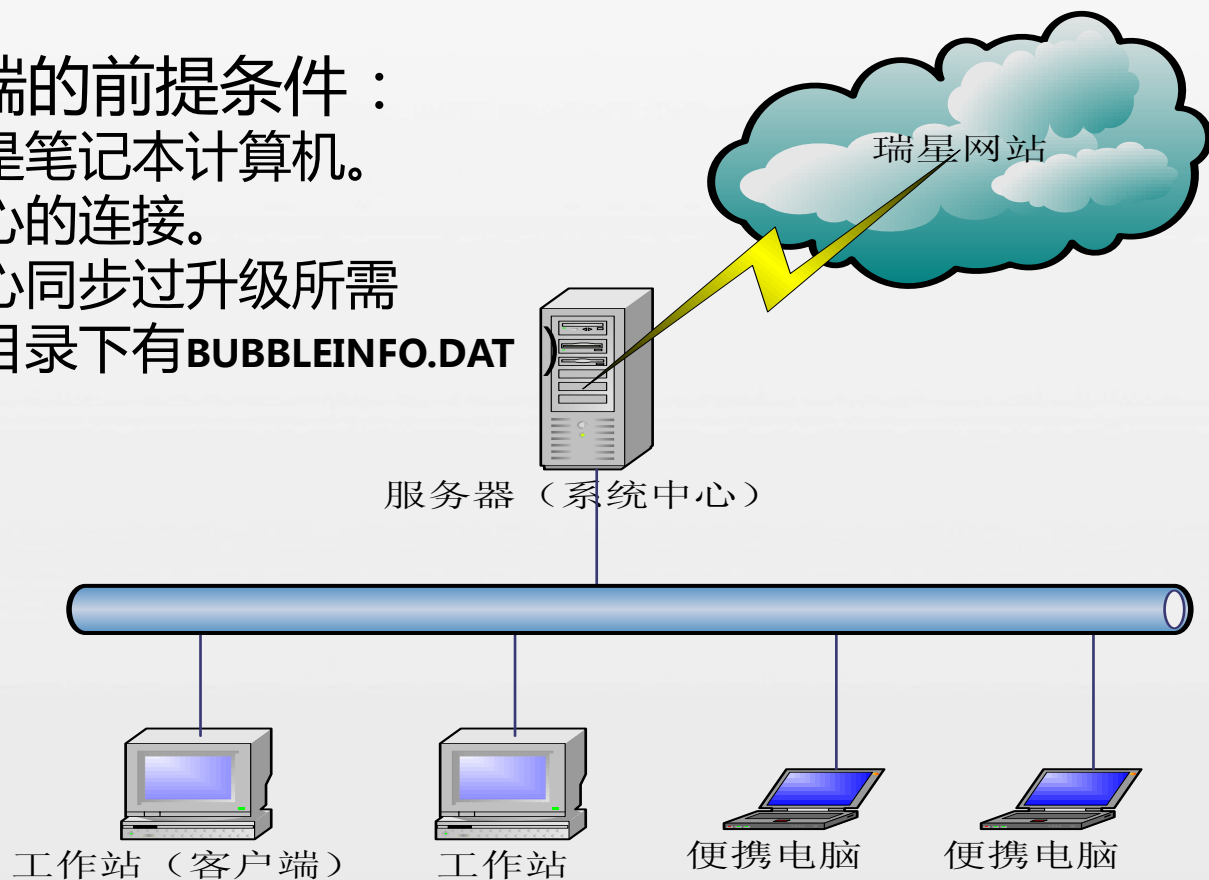 端的前提条件：
是笔记本计算机。
心的连接。
心同步过升级所需
目录下有BUBBLEINFO.DAT
瑞星网站
服务器（系统中心）
工作站（客户端）
工作站
便携电脑
便携电脑